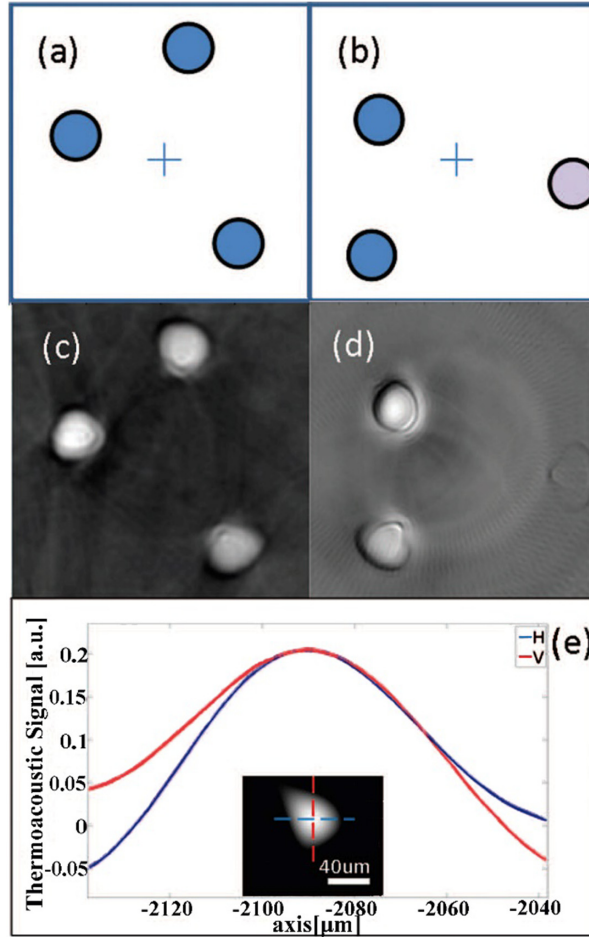 (a)
(b)
(c)
(d)
(e)
H
V
Thermoacoustic Signal [a.u.]
0.2
0.15
0.1
0.05
0
-0.05
40um
-2120
-2100
-2080
-2060
-2040
axis[μm]